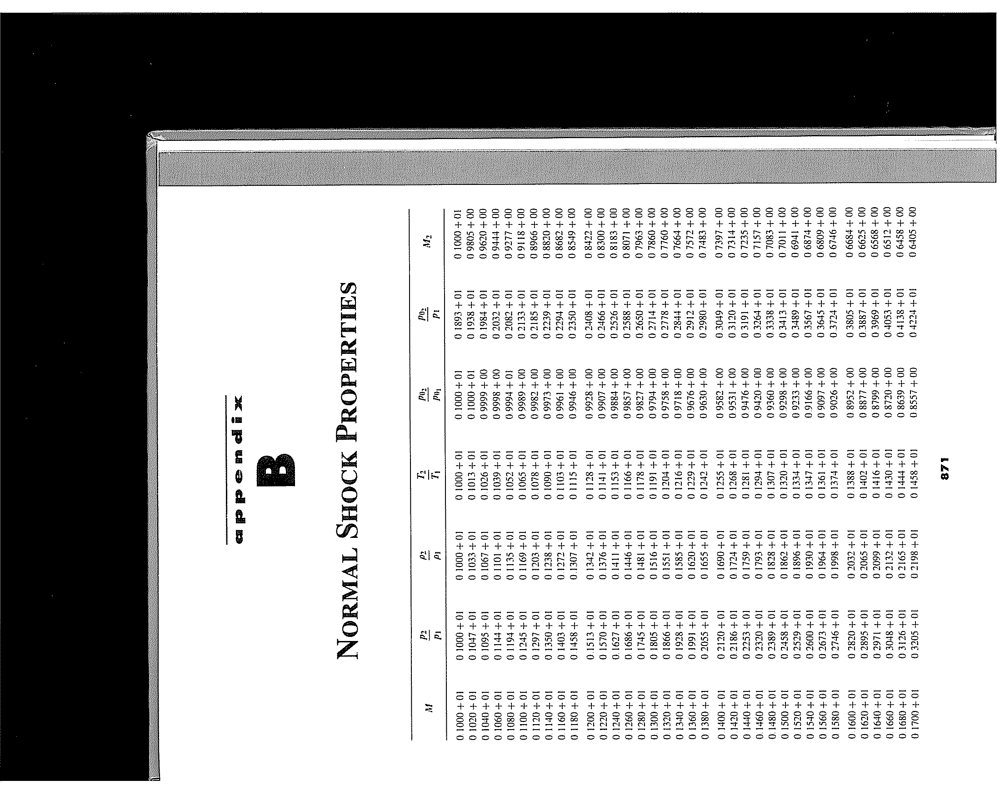 appendix
B
NORMAL SHOCK PROPERTIES
M p2/p1 ρ2/ρ1 T2/T1 p02/p01 p02/p1 M2
0.1000 + 01 0 1000 + 01 0 1000 + 01 0 1000 + 01 0.1000 + 01 0 1893 + 01 0 1000 + 01
0 1020 + 01 0.1047 + 01 0 1033 + 01 0 1013 + 01 0.1000 + 01 0 1938 + 01 0 9805 + 00
0 1040 + 01 0 1095 + 01 0 1067 + 01 0.1026 + 01 0 9999 + 00 0.1984 + 01 0.9620 + 00
0.1060 + 01 0 1144 + 01 0.1101 + 01 0.1039 + 01 0 9998 + 00 0 2032 + 01 0 9444 + 00
0.1080 + 01 0 1194 + 01 0 1135 + 01 0 1052 + 01 0.9994 + 01 0 2082 + 01 0 9277 + 00
0 1100 + 01 0 1245 + 01 0 1169 + 01 0 1065 + 01 0 9989 + 00 0 2133 + 01 0 9118 + 00
0 1120 + 01 0 1297 + 01 0 1203 + 01 0.1078 + 01 0 9982 + 00 0 2185 + 01 0 8966 + 00
0.1140 + 01 0 1350 + 01 0 1238 + 01 0 1090 + 01 0 9973 + 00 0.2239 + 01 0.8820 + 00
0 1160 + 01 0 1403 + 01 0.1272 + 01 0 1103 + 01 0 9961 + 00 0 2294 + 01 0 8682 + 00
0 1180 + 01 0.1458 + 01 0.1307 + 01 0 1115 + 01 0.9946 + 00 0 2350 + 01 0.8549 + 00
0 1200 + 01 0.1513 + 01 0 1342 + 01 0 1128 + 01 0 9928 + 00 0 2408 + 01 0.8422 + 00
0.1220 + 01 0 1570 + 01 0 1376 + 01 0.1141 + 01 0 9907 + 00 0 2466 + 01 0 8300 + 00
0 1240 + 01 0.1627 + 01 0 1411 + 01 0.1153 + 01 0.9884 + 00 0 2526 + 01 0.8183 + 00
0 1260 + 01 0 1686 + 01 0 1446 + 01 0 1166 + 01 0 9857 + 00 0 2588 + 01 0 8071 + 00
0 1280 + 01 0 1745 + 01 0 1481 + 01 0.1178 + 01 0 9827 + 00 0.2650 + 01 0 7963 + 00
0.1300 + 01 0 1805 + 01 0 1516 + 01 0 1191 + 01 0 9794 + 00 0 2714 + 01 0 7860 + 00
0.1320 + 01 0 1866 + 01 0 1551 + 01 0 1204 + 01 0 9758 + 00 0 2778 + 01 0.7760 + 00
0 1340 + 01 0 1928 + 01 0.1585 + 01 0 1216 + 01 0.9718 + 00 0 2844 + 01 0 7664 + 00
0 1360 + 01 0.1991 + 01 0 1620 + 01 0 1229 + 01 0.9676 + 00 0 2912 + 01 0 7572 + 00
0 1380 + 01 0.2055 + 01 0 1655 + 01 0 1242 + 01 0 9630 + 00 0 2980 + 01 0.7483 + 00
0.1400 + 01 0 2120 + 01 0 1690 + 01 0.1255 + 01 0 9582 + 00 0.3049 + 01 0 7397 + 00
0 1420 + 01 0 2186 + 01 0.1724 + 01 0 1268 + 01 0 9531 + 00 0 3120 + 01 0 7314 + 00
0 1440 + 01 0.2253 + 01 0 1759 + 01 0 1281 + 01 0 9476 + 00 0.3191 + 01 0 7235 + 00
0.1460 + 01 0 2320 + 01 0 1793 + 01 0 1294 + 01 0 9420 + 00 0.3264 + 01 0.7157 + 00
0.1480 + 01 0 2389 + 01 0 1828 + 01 0.1307 + 01 0 9360 + 00 0 3338 + 01 0 7083 + 00
0 1500 + 01 0 2458 + 01 0 1862 + 01 0.1320 + 01 0.9298 + 00 0 3413 + 01 0.7011 + 00
0.1520 + 01 0 2529 + 01 0.1896 + 01 0 1334 + 01 0 9233 + 00 0.3489 + 01 0 6941 + 00
0 1540 + 01 0.2600 + 01 0 1930 + 01 0 1347 + 01 0.9166 + 00 0 3567 + 01 0 6874 + 00
0.1560 + 01 0.2673 + 01 0 1964 + 01 0 1361 + 01 0 9097 + 00 0 3645 + 01 0.6809 + 00
0 1580 + 01 0.2746 + 01 0 1998 + 01 0.1374 + 01 0 9026 + 00 0.3724 + 01 0 6746 + 00
0.1600 + 01 0 2820 + 01 0 2032 + 01 0.1388 + 01 0.8952 + 00 0 3805 + 01 0 6684 + 00
0 1620 + 01 0.2895 + 01 0 2065 + 01 0 1402 + 01 0 8877 + 00 0.3887 + 01 0 6625 + 00
0 1640 + 01 0 2971 + 01 0 2099 + 01 0 1416 + 01 0 8799 + 00 0.3969 + 01 0.6568 + 00
0.1660 + 01 0 3048 + 01 0 2132 + 01 0.1430 + 01 0 8720 + 00 0.4053 + 01 0.6512 + 00
0.1680 + 01 0 3126 + 01 0 2165 + 01 0 1444 + 01 0 8639 + 00 0 4138 + 01 0 6458 + 00
0 1700 + 01 0 3205 + 01 0 2198 + 01 0 1458 + 01 0.8557 + 00 0 4224 + 01 0 6405 + 00
871